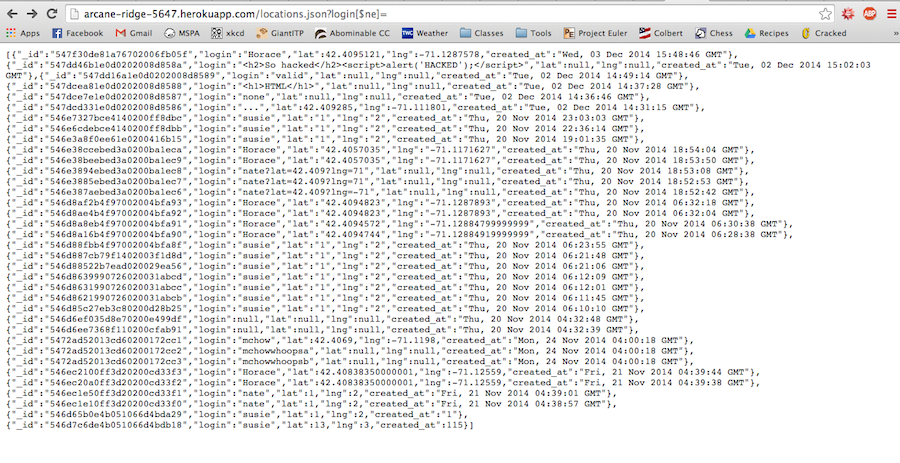 arcane-ridge-5647.herokuapp.com/locations.json?login[$ne]=
Apps Facebook Gmail MSPA xkcd GiantITP Abominable CC TWC Weather Classes Tools Project Euler Colbert Chess Recipes Cracked
[{"_id":"547f30de81a76702006fb05f","login":"Horace","lat":42.4095121,"lng":-71.1287578,"created_at":"Wed, 03 Dec 2014 15:48:46 GMT"},
{"_id":"547dd46b1e0d0202008d858a","login":"<h2>So hacked</h2><script>alert('HACKED');</script>","lat":null,"lng":null,"created_at":"Tue, 02 Dec 2014 15:02:03
GMT"},{"_id":"547dd16a1e0d0202008d8589","login":"valid","lat":null,"lng":null,"created_at":"Tue, 02 Dec 2014 14:49:14 GMT"},
{"_id":"547dcea81e0d0202008d8588","login":"<h1>HTML</h1>","lat":null,"lng":null,"created_at":"Tue, 02 Dec 2014 14:37:28 GMT"},
{"_id":"547dce7e1e0d0202008d8587","login":"none","lat":null,"lng":null,"created_at":"Tue, 02 Dec 2014 14:36:46 GMT"},
{"_id":"547dcd331e0d0202008d8586","login":"...","lat":42.409285,"lng":-71.111801,"created_at":"Tue, 02 Dec 2014 14:31:15 GMT"},
{"_id":"546e7327bce4140200ff8dbc","login":"susie","lat":"1","lng":"2","created_at":"Thu, 20 Nov 2014 23:03:03 GMT"},
{"_id":"546e6cdebce4140200ff8dbb","login":"susie","lat":"1","lng":"2","created_at":"Thu, 20 Nov 2014 22:36:14 GMT"},
{"_id":"546e3a8f0ee61e0200416b15","login":"susie","lat":"1","lng":"2","created_at":"Thu, 20 Nov 2014 19:01:35 GMT"},
{"_id":"546e38ccebed3a0200ba1eca","login":"Horace","lat":"42.4057035","lng":"-71.1171627","created_at":"Thu, 20 Nov 2014 18:54:04 GMT"},
{"_id":"546e38beebed3a0200ba1ec9","login":"Horace","lat":"42.4057035","lng":"-71.1171627","created_at":"Thu, 20 Nov 2014 18:53:50 GMT"},
{"_id":"546e3894ebed3a0200ba1ec8","login":"nate?lat=42.409?lng=71","lat":null,"lng":null,"created_at":"Thu, 20 Nov 2014 18:53:08 GMT"},
{"_id":"546e3885ebed3a0200ba1ec7","login":"nate?lat=42.409?lng=71","lat":null,"lng":null,"created_at":"Thu, 20 Nov 2014 18:52:53 GMT"},
{"_id":"546e387aebed3a0200ba1ec6","login":"nate?lat=42.409?lng=-71","lat":null,"lng":null,"created_at":"Thu, 20 Nov 2014 18:52:42 GMT"},
{"_id":"546d8af2b4f97002004bfa93","login":"Horace","lat":"42.4094823","lng":"-71.1287893","created_at":"Thu, 20 Nov 2014 06:32:18 GMT"},
{"_id":"546d8ae4b4f97002004bfa92","login":"Horace","lat":"42.4094823","lng":"-71.1287893","created_at":"Thu, 20 Nov 2014 06:32:04 GMT"},
{"_id":"546d8a8eb4f97002004bfa91","login":"Horace","lat":"42.4094572","lng":"-71.12884799999999","created_at":"Thu, 20 Nov 2014 06:30:38 GMT"},
{"_id":"546d8a16b4f97002004bfa90","login":"Horace","lat":"42.4094744","lng":"-71.12884919999999","created_at":"Thu, 20 Nov 2014 06:28:38 GMT"},
{"_id":"546d88fbb4f97002004bfa8f","login":"susie","lat":"1","lng":"2","created_at":"Thu, 20 Nov 2014 06:23:55 GMT"},
{"_id":"546d887cb79f1402003f1d8d","login":"susie","lat":"1","lng":"2","created_at":"Thu, 20 Nov 2014 06:21:48 GMT"},
{"_id":"546d88522b7ead020029ea56","login":"susie","lat":"1","lng":"2","created_at":"Thu, 20 Nov 2014 06:21:06 GMT"},
{"_id":"546d8639990726020031abcd","login":"susie","lat":"1","lng":"2","created_at":"Thu, 20 Nov 2014 06:12:09 GMT"},
{"_id":"546d8631990726020031abcc","login":"susie","lat":"1","lng":"2","created_at":"Thu, 20 Nov 2014 06:12:01 GMT"},
{"_id":"546d8621990726020031abcb","login":"susie","lat":"1","lng":"2","created_at":"Thu, 20 Nov 2014 06:11:45 GMT"},
{"_id":"546d85c27eb3c80200d28b25","login":"susie","lat":"1","lng":"2","created_at":"Thu, 20 Nov 2014 06:10:10 GMT"},
{"_id":"546d6ef035d8e70200e499df","login":null,"lat":null,"lng":null,"created_at":"Thu, 20 Nov 2014 04:32:48 GMT"},
{"_id":"546d6ee7368f110200cfab91","login":null,"lat":null,"lng":null,"created_at":"Thu, 20 Nov 2014 04:32:39 GMT"},
{"_id":"5472ad52013cd60200172cc1","login":"mchow","lat":42.4069,"lng":-71.1198,"created_at":"Mon, 24 Nov 2014 04:00:18 GMT"},
{"_id":"5472ad52013cd60200172cc2","login":"mchowwhoopsa","lat":null,"lng":null,"created_at":"Mon, 24 Nov 2014 04:00:18 GMT"},
{"_id":"5472ad52013cd60200172cc3","login":"mchowwhoopsb","lat":null,"lng":null,"created_at":"Mon, 24 Nov 2014 04:00:18 GMT"},
{"_id":"546ec2100ff3d20200cd33f3","login":"Horace","lat":42.40838350000001,"lng":-71.12559,"created_at":"Fri, 21 Nov 2014 04:39:44 GMT"},
{"_id":"546ec20a0ff3d20200cd33f2","login":"Horace","lat":42.40838350000001,"lng":-71.12559,"created_at":"Fri, 21 Nov 2014 04:39:38 GMT"},
{"_id":"546ec1e50ff3d20200cd33f1","login":"nate","lat":1,"lng":2,"created_at":"Fri, 21 Nov 2014 04:39:01 GMT"},
{"_id":"546ec1e10ff3d20200cd33f0","login":"nate","lat":1,"lng":2,"created_at":"Fri, 21 Nov 2014 04:38:57 GMT"},
{"_id":"546d65b0e4b051066d4bda29","login":"susie","lat":1,"lng":2,"created_at":"1"},
{"_id":"546d7c6de4b051066d4bdb18","login":"susie","lat":13,"lng":3,"created_at":115}]